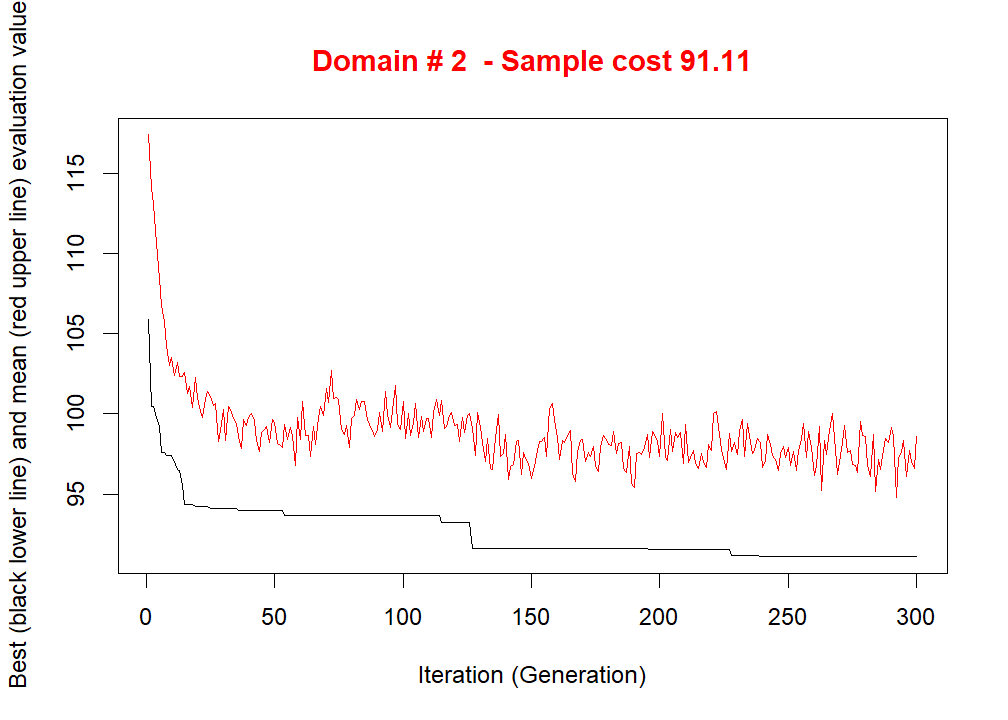 Domain # 2  - Sample cost 91.11
Best (black lower line) and mean (red upper line) evaluation value
115
110
105
100
95
0 50 100 150 200 250 300
Iteration (Generation)